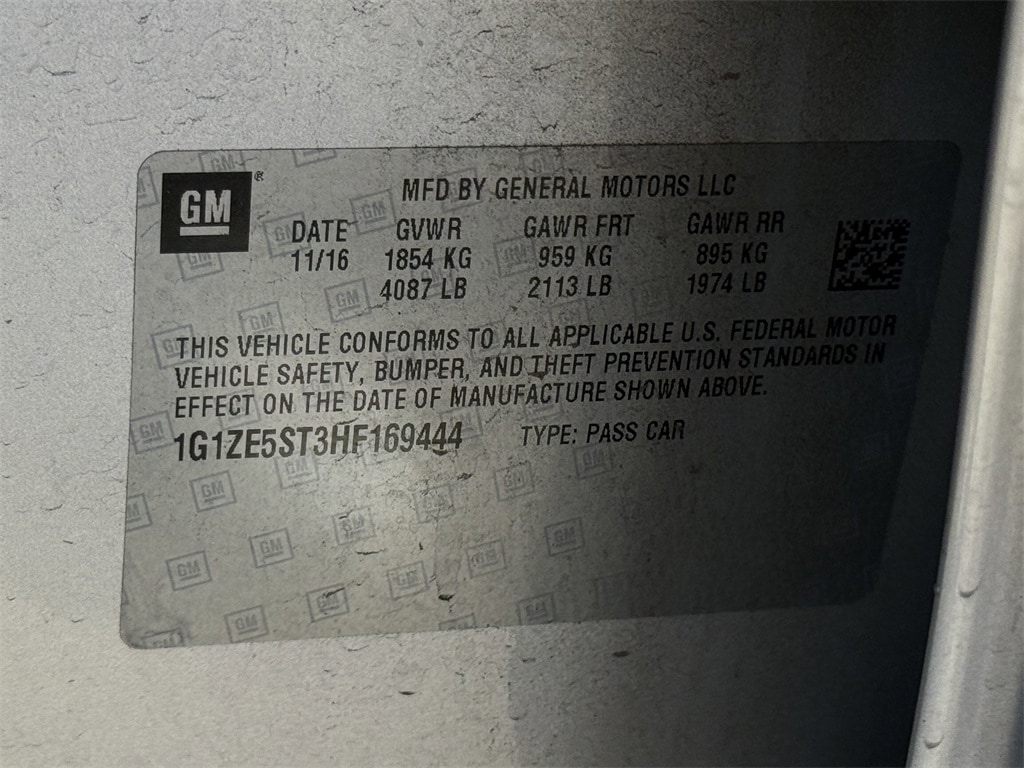 GM ® MFD BY GENERAL MOTORS LLC
DATE GVWR GAWR FRT GAWR RR
11/16 1854 KG 959 KG 895 KG
4087 LB 2113 LB 1974 LB
THIS VEHICLE CONFORMS TO ALL APPLICABLE U.S. FEDERAL MOTOR
VEHICLE SAFETY, BUMPER, AND THEFT PREVENTION STANDARDS IN
EFFECT ON THE DATE OF MANUFACTURE SHOWN ABOVE.
1G1ZE5ST3HF169444 TYPE: PASS CAR